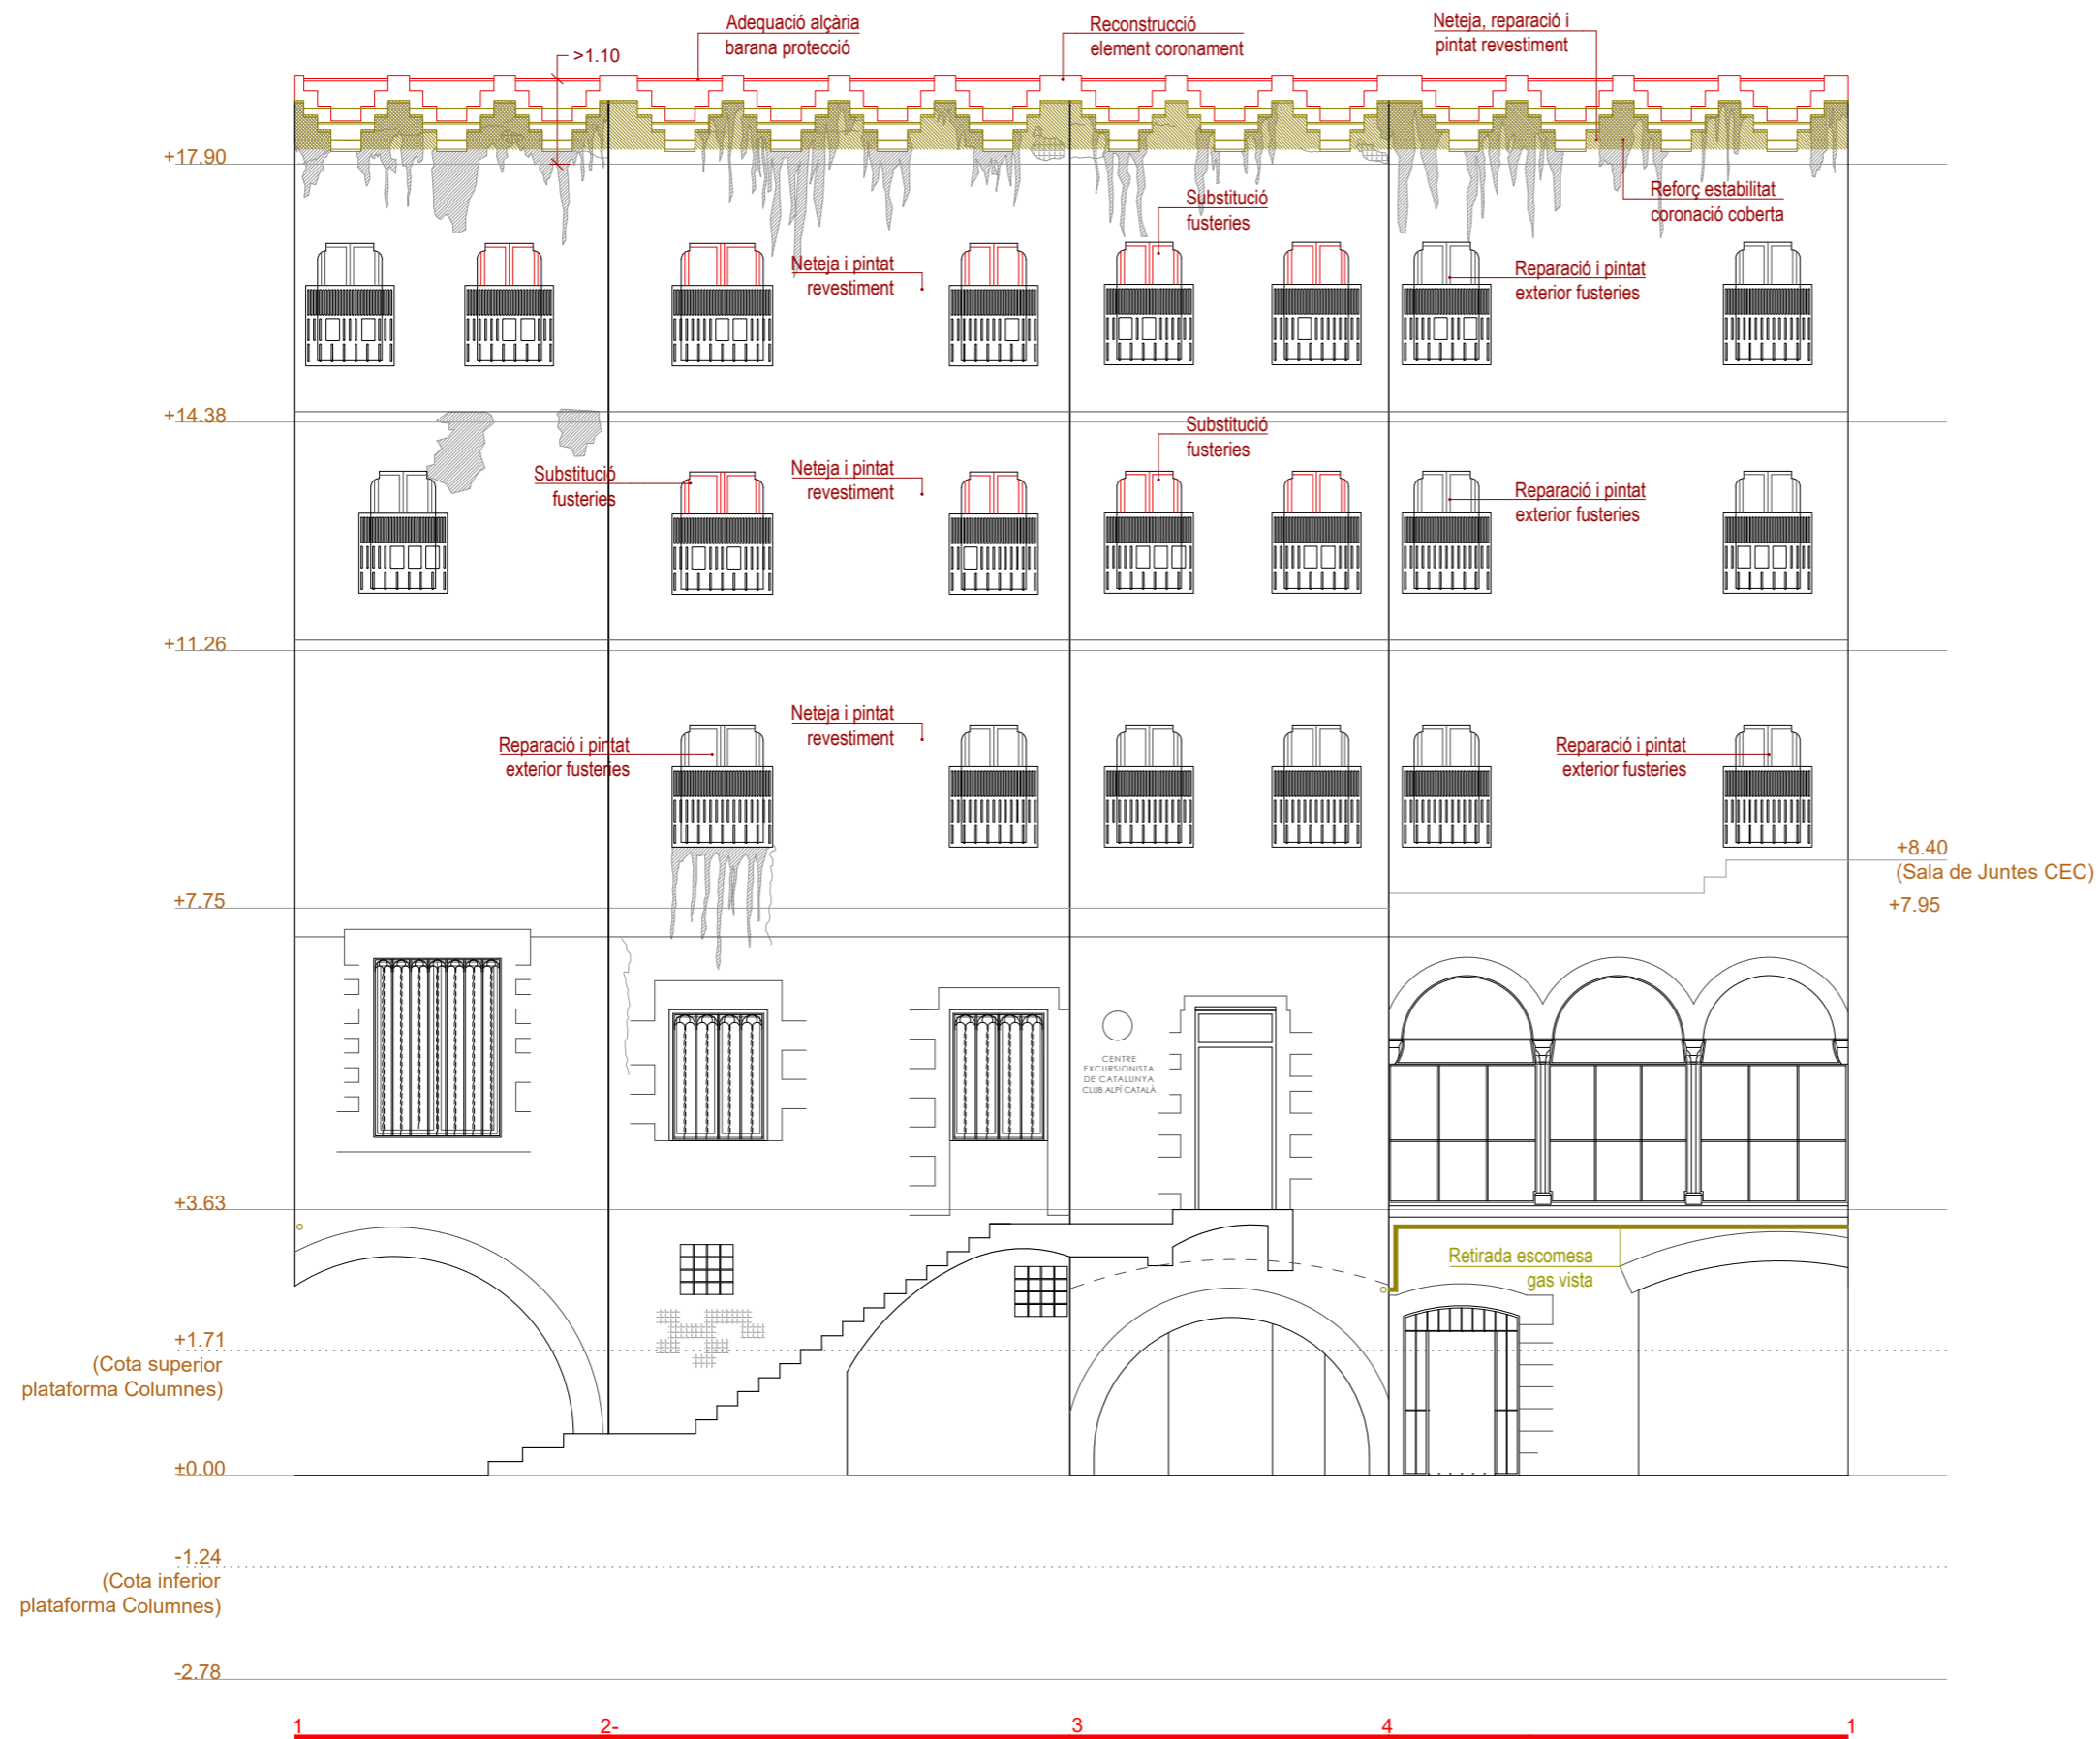 Adequació alçària
barana protecció
Reconstrucció
element coronament
Neteja, reparació i
pintat revestiment
>1.10
+17.90
Reforç estabilitat
coronació coberta
Substitució
fusteries
Neteja i pintat
revestiment
Reparació i pintat
exterior fusteries
+14.38
Substitució
fusteries
Substitució
fusteries
Neteja i pintat
revestiment
Reparació i pintat
exterior fusteries
+11.26
Neteja i pintat
revestiment
Reparació i pintat
exterior fusteries
Reparació i pintat
exterior fusteries
+8.40
(Sala de Juntes CEC)
+7.95
+7.75
CENTRE
EXCURSIONISTA
DE CATALUNYA
CLUB ALPÍ CATALÀ
+3.63
Retirada escomesa
gas vista
+1.71
(Cota superior
plataforma Columnes)
±0.00
-1.24
(Cota inferior
plataforma Columnes)
-2.78
1 2- 3 4 1